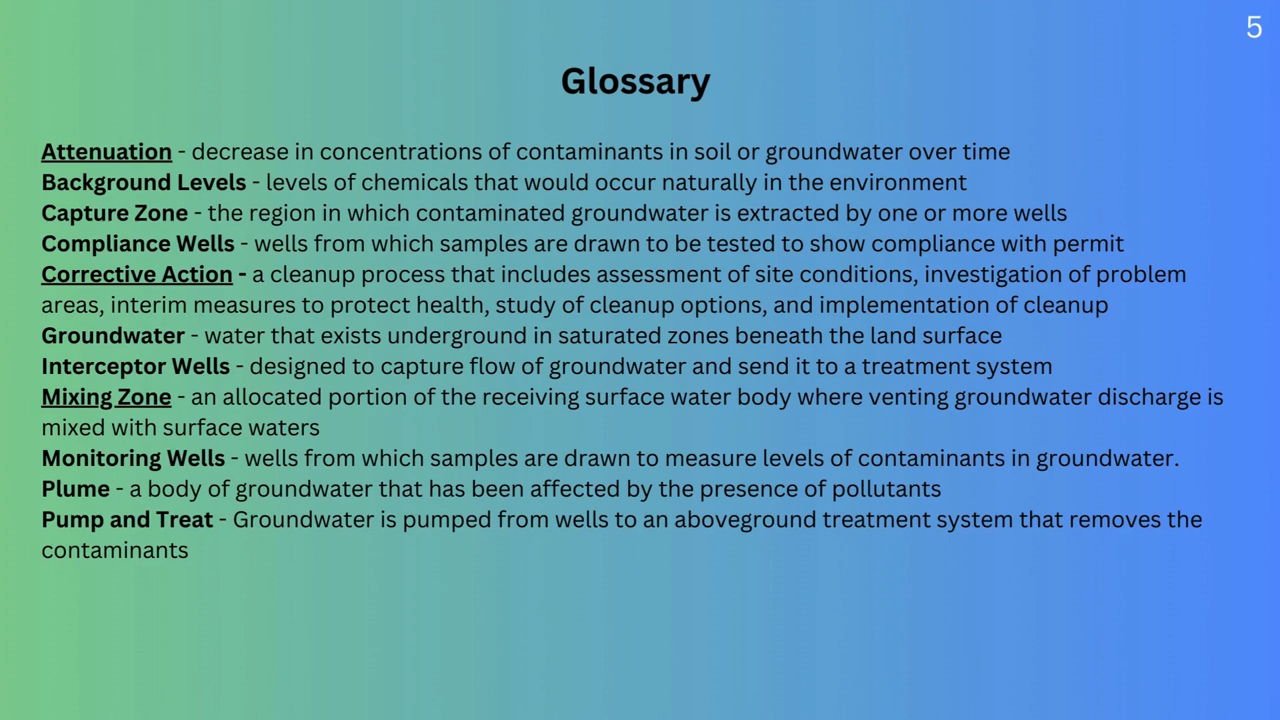 5
Glossary
Attenuation - decrease in concentrations of contaminants in soil or groundwater over time
Background Levels - levels of chemicals that would occur naturally in the environment
Capture Zone - the region in which contaminated groundwater is extracted by one or more wells
Compliance Wells - wells from which samples are drawn to be tested to show compliance with permit
Corrective Action - a cleanup process that includes assessment of site conditions, investigation of problem
areas, interim measures to protect health, study of cleanup options, and implementation of cleanup
Groundwater - water that exists underground in saturated zones beneath the land surface
Interceptor Wells - designed to capture flow of groundwater and send it to a treatment system
Mixing Zone - an allocated portion of the receiving surface water body where venting groundwater discharge is
mixed with surface waters
Monitoring Wells - wells from which samples are drawn to measure levels of contaminants in groundwater.
Plume - a body of groundwater that has been affected by the presence of pollutants
Pump and Treat - Groundwater is pumped from wells to an aboveground treatment system that removes the
contaminants